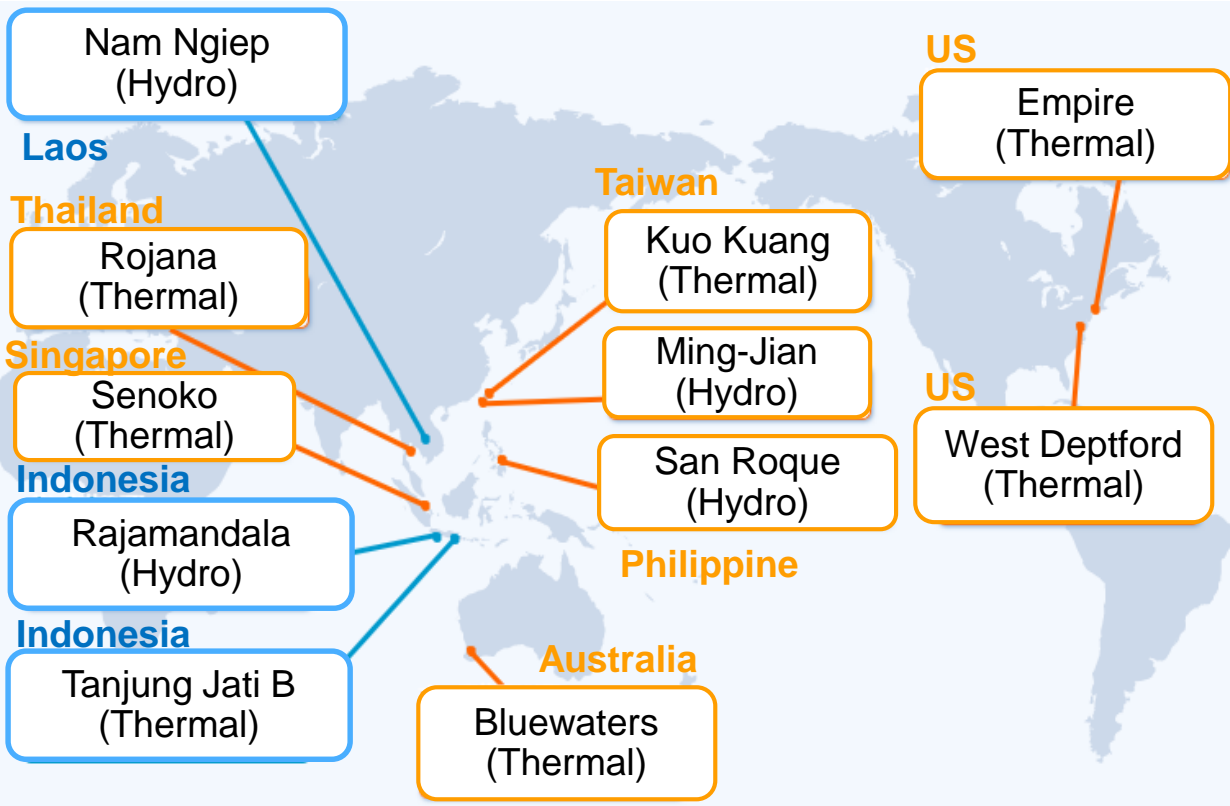 Nam Ngiep
(Hydro)
Laos
Thailand
Rojana
(Thermal)
Singapore
Senoko
(Thermal)
Indonesia
Rajamandala
(Hydro)
Indonesia
Tanjung Jati B
(Thermal)
Taiwan
Kuo Kuang
(Thermal)
Ming-Jian
(Hydro)
San Roque
(Hydro)
Philippine
Australia
Bluewaters
(Thermal)
US
Empire
(Thermal)
US
West Deptford
(Thermal)